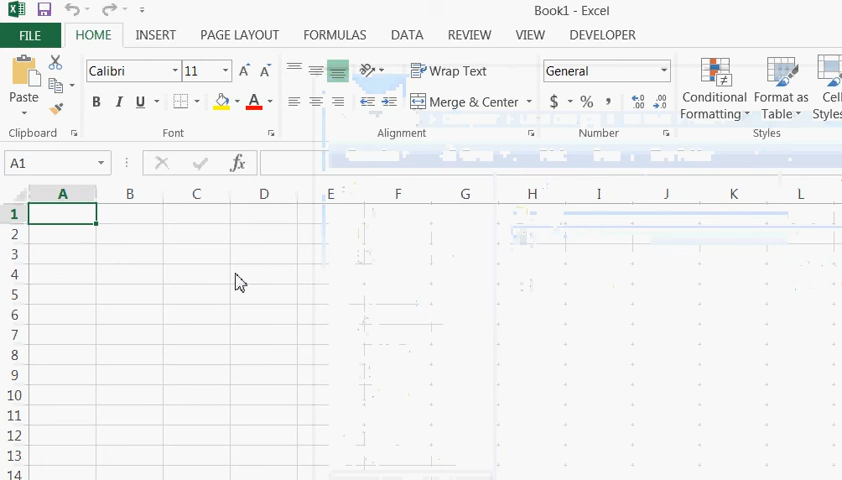 Book1 - Excel
FILE HOME INSERT PAGE LAYOUT FORMULAS DATA REVIEW VIEW DEVELOPER
Calibri 11 A A Wrap Text General
Paste B I U A Merge & Center $ % , Conditional Formatting Format as Table Cell Styles
Clipboard Font Alignment Number Styles
A1 fx
A B C D E F G H I J K L
1
2
3
4
5
6
7
8
9
10
11
12
13
14